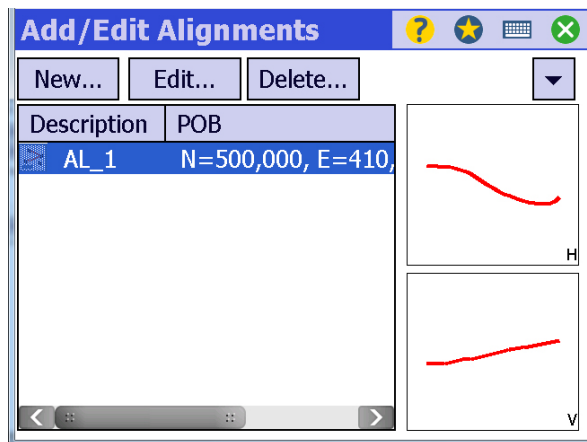 Add/Edit Alignments ?
New... Edit... Delete...
Description POB
AL_1 N=500,000, E=410,
H
V